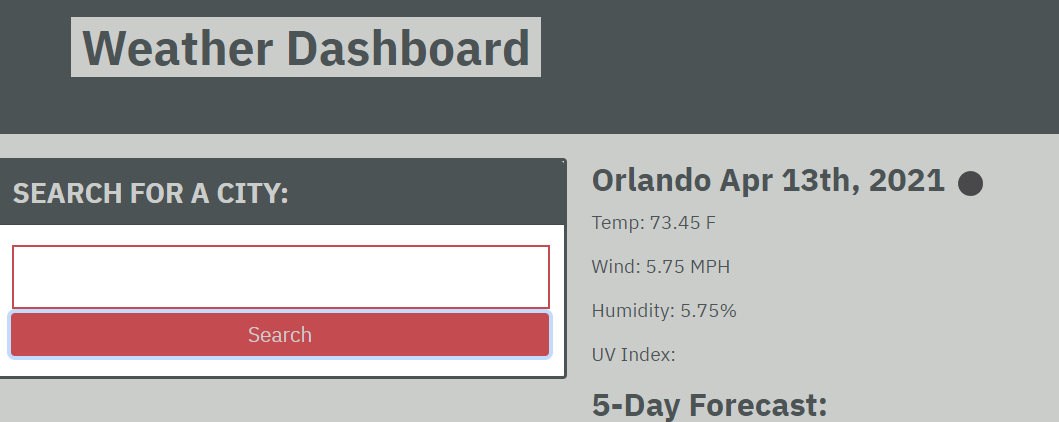 Weather Dashboard
SEARCH FOR A CITY:
Search
Orlando Apr 13th, 2021
Temp: 73.45 F
Wind: 5.75 MPH
Humidity: 5.75%
UV Index:
5-Day Forecast: